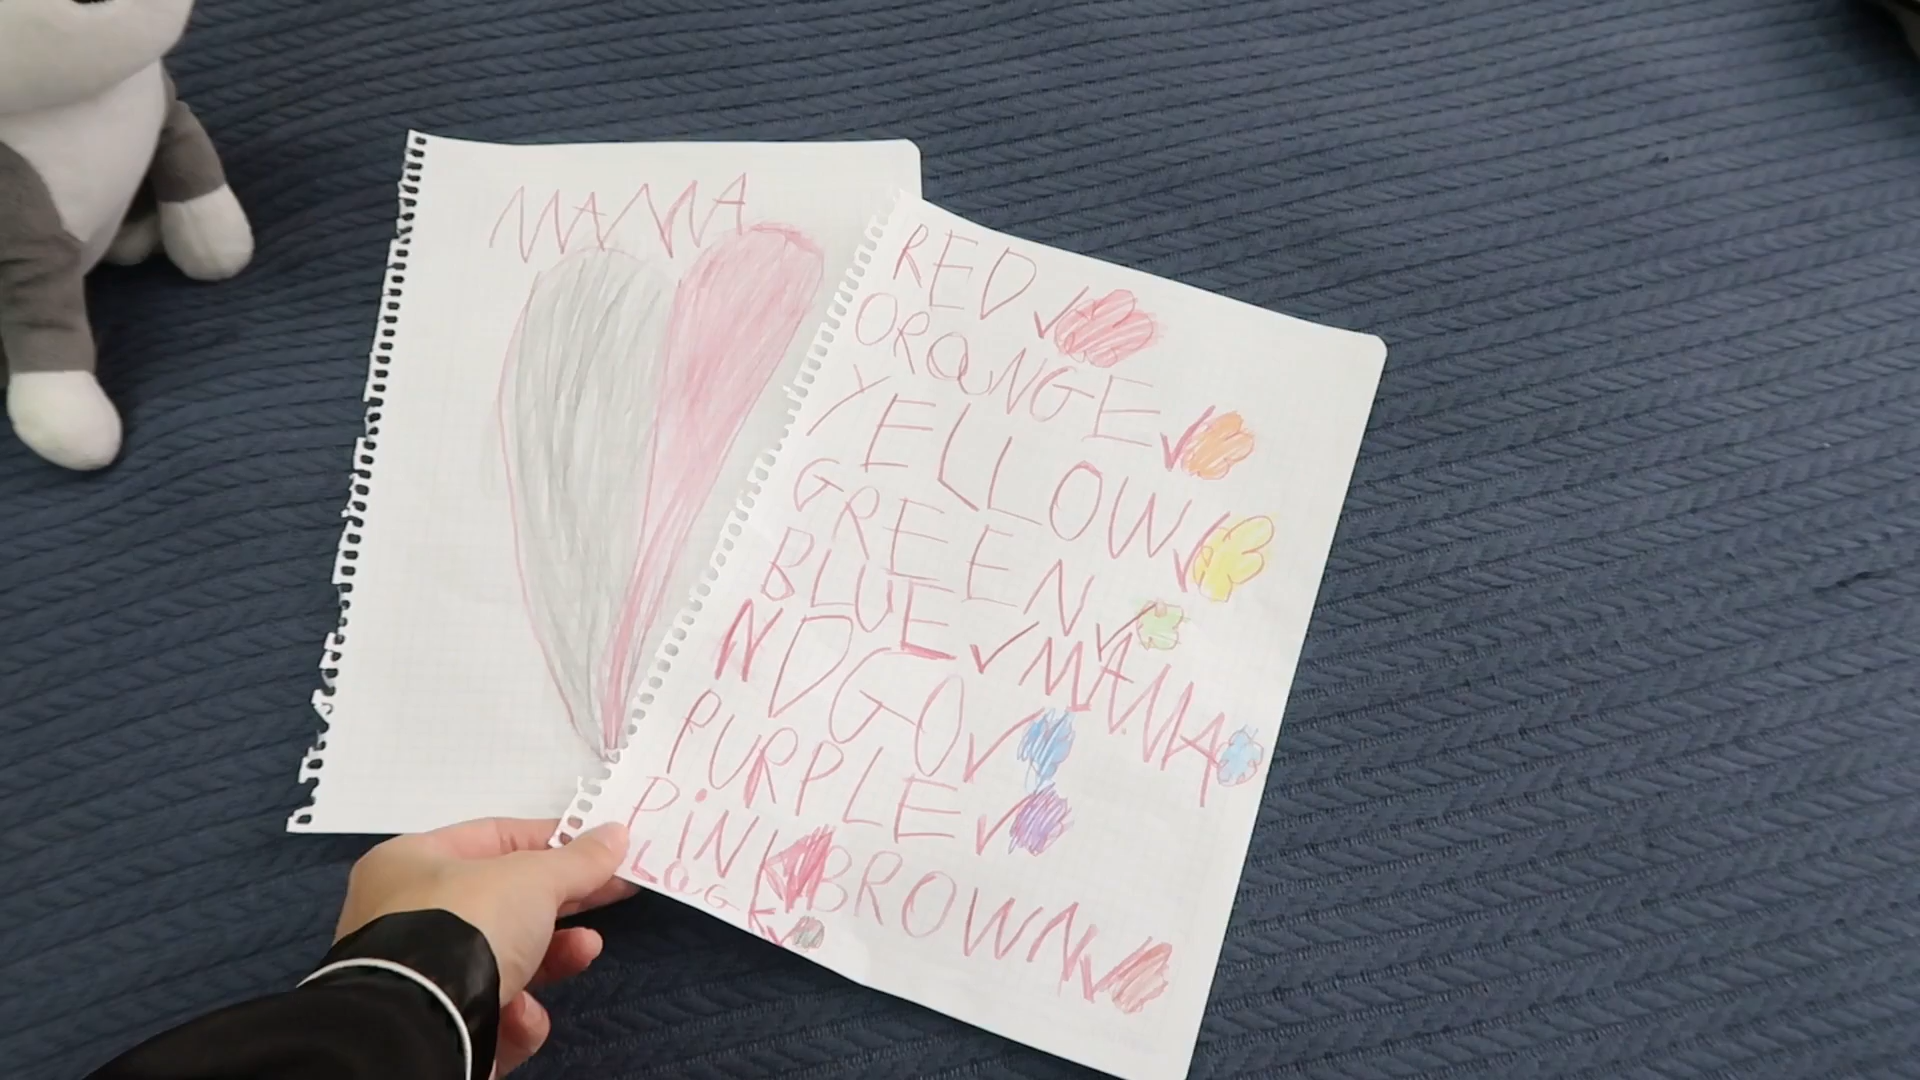 MAMA
RED ✓
ORANGE ✓
YELLOW ✓
GREEN ✓
BLUE ✓ MAMA
NDGO ✓
PURPLE ✓
PiNK BROWN ✓